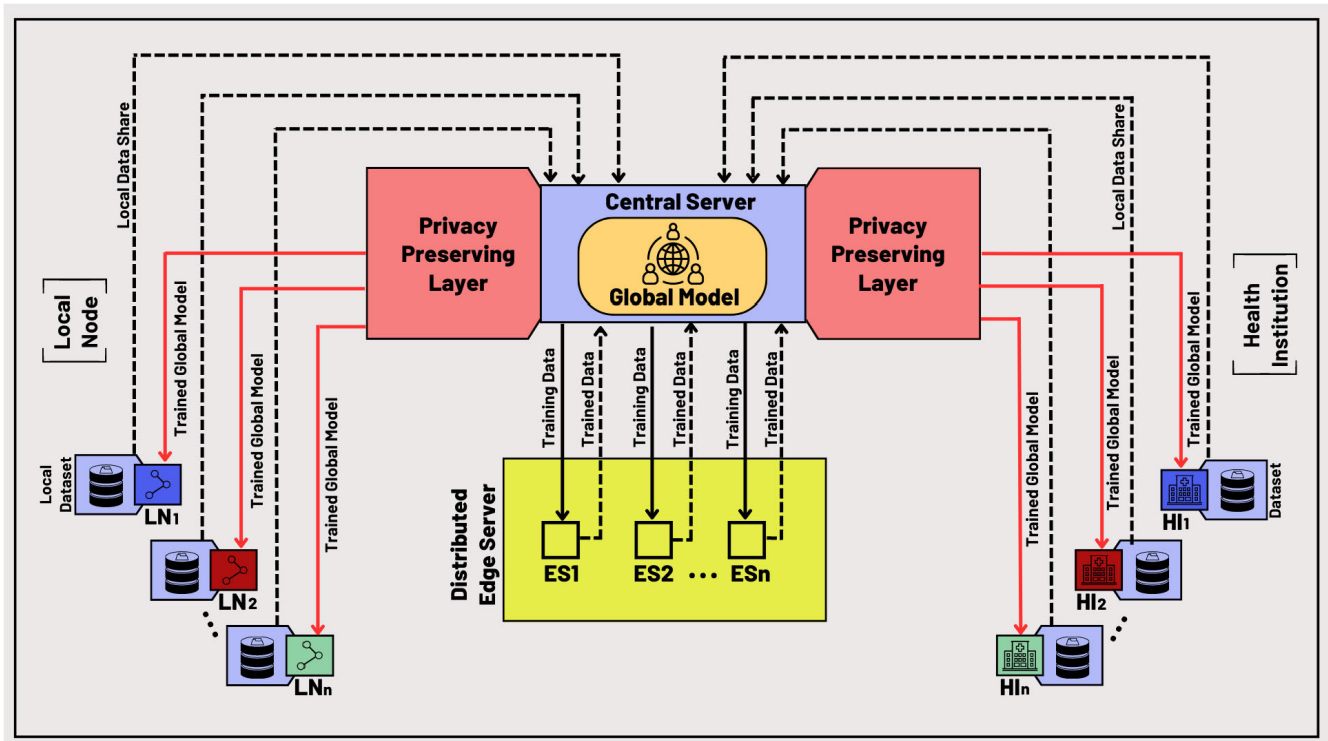 Local Data Share
Central Server
Global Model
Privacy
Preserving
Layer
Privacy
Preserving
Layer
Local Data Share
Local
Node
Health
Institution
Trained Global Model
Trained Global Model
Trained Global Model
Training Data
Trained Data
Training Data
Trained Data
Training Data
Trained Data
Trained Global Model
Trained Global Model
Trained Global Model
Local
Dataset
LN1
LN2
LNn
Distributed
Edge Server
ES1
ES2
ESn
HI1
Dataset
HI2
HIn